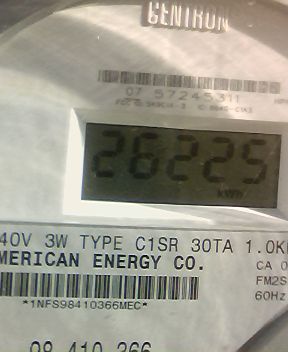 CENTRON
07 57245311
26225
kWh
40V 3W TYPE C1SR 30TA 1.0K
MERICAN ENERGY CO.
CA 0
FM2S
60Hz
*1NFS98410366MEC*
98 410 366